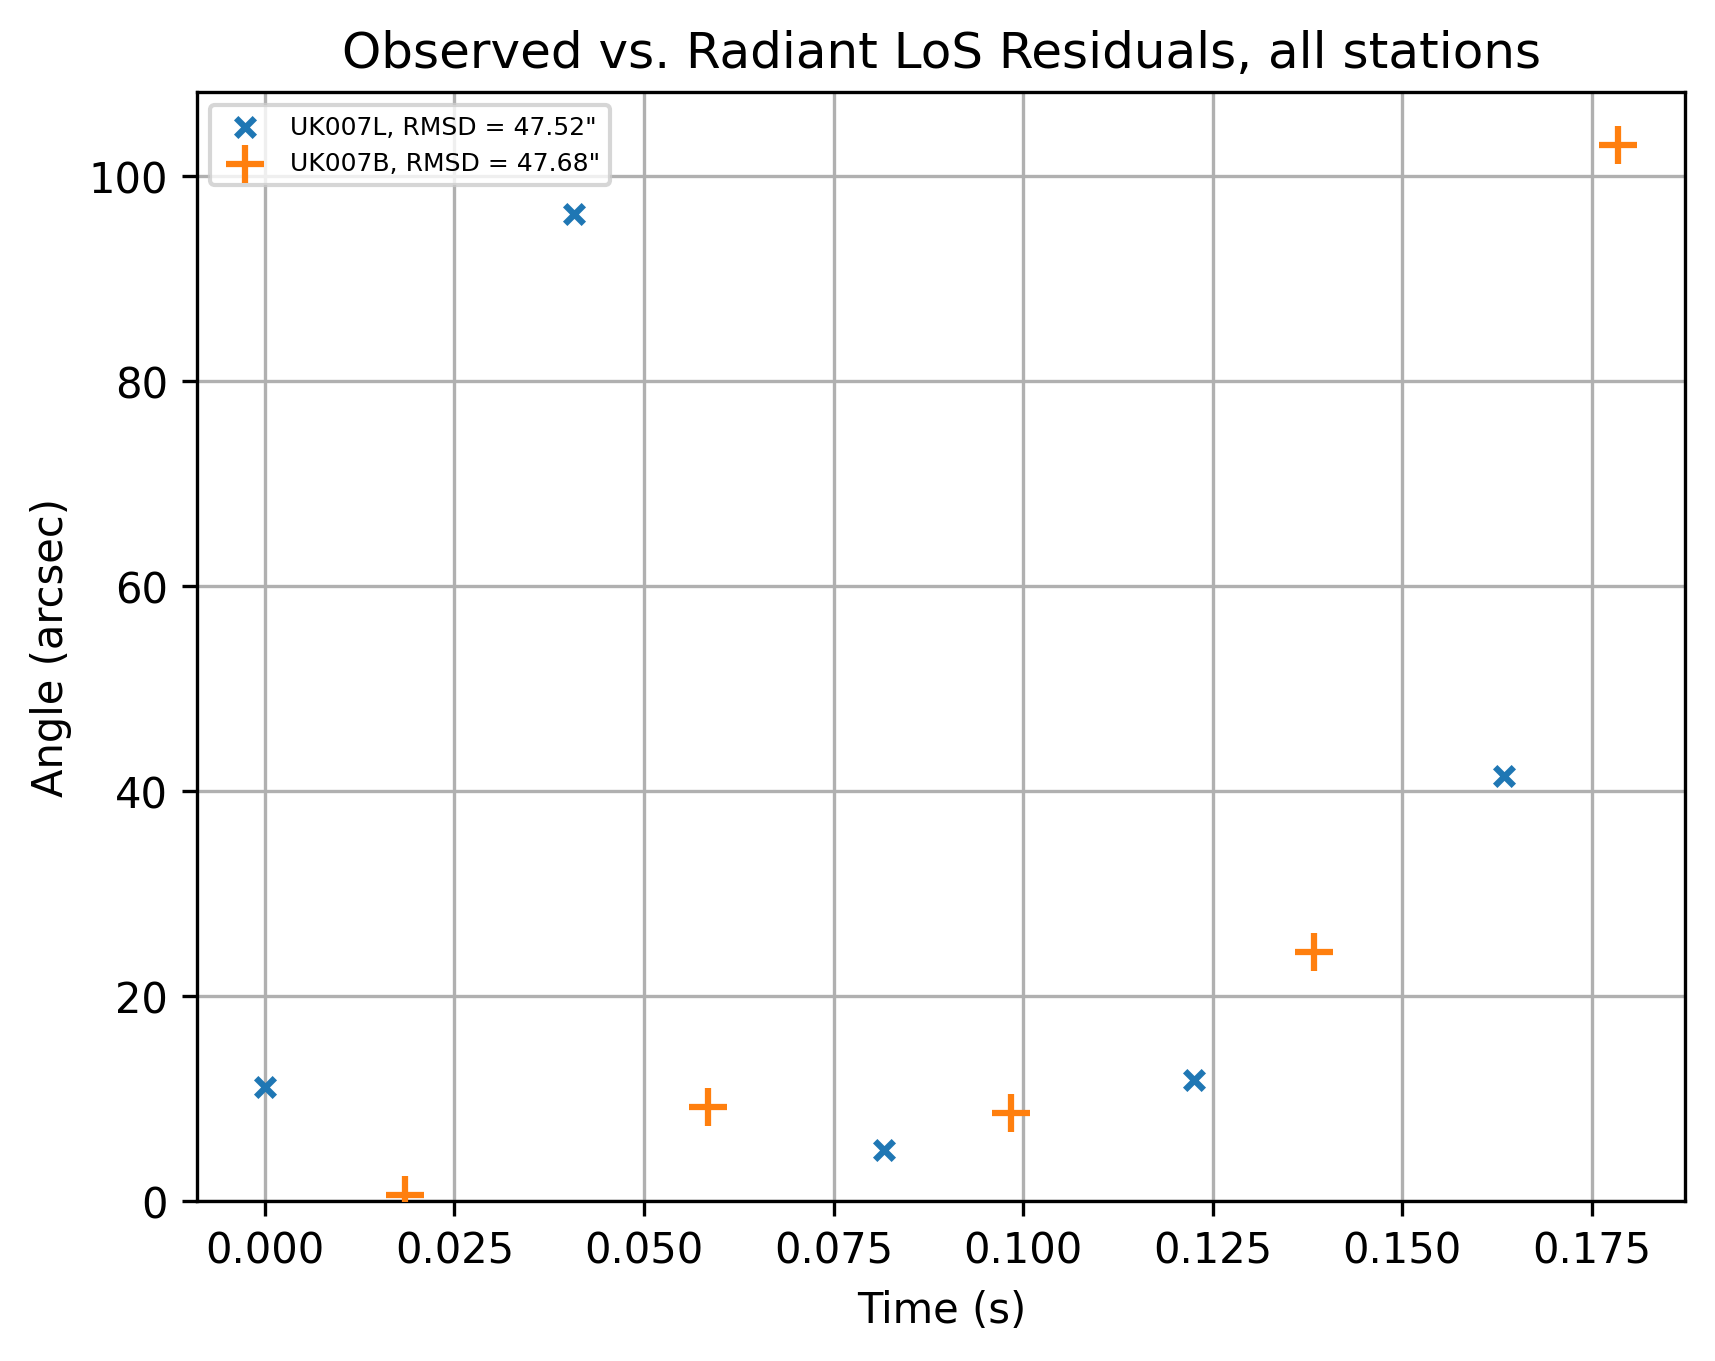 Observed vs. Radiant LoS Residuals, all stations
UK007L, RMSD = 47.52"
UK007B, RMSD = 47.68"
100
80
60
40
20
0
Angle (arcsec)
0.000 0.025 0.050 0.075 0.100 0.125 0.150 0.175
Time (s)